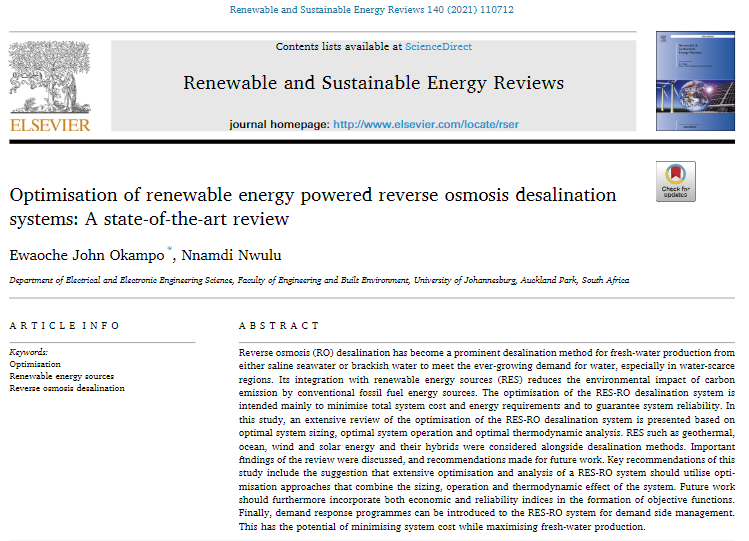 Renewable and Sustainable Energy Reviews 140 (2021) 110712
Contents lists available at ScienceDirect
Renewable and Sustainable Energy Reviews
ELSEVIER
journal homepage: http://www.elsevier.com/locate/rser
Check for
updates
Optimisation of renewable energy powered reverse osmosis desalination
systems: A state-of-the-art review
Ewaoche John Okampo *, Nnamdi Nwulu
Department of Electrical and Electronic Engineering Science, Faculty of Engineering and Built Environment, University of Johannesburg, Auckland Park, South Africa
ARTICLE INFO
Keywords:
Optimisation
Renewable energy sources
Reverse osmosis desalination
ABSTRACT
Reverse osmosis (RO) desalination has become a prominent desalination method for fresh-water production from
either saline seawater or brackish water to meet the ever-growing demand for water, especially in water-scarce
regions. Its integration with renewable energy sources (RES) reduces the environmental impact of carbon
emission by conventional fossil fuel energy sources. The optimisation of the RES-RO desalination system is
intended mainly to minimise total system cost and energy requirements and to guarantee system reliability. In
this study, an extensive review of the optimisation of the RES-RO desalination system is presented based on
optimal system sizing, optimal system operation and optimal thermodynamic analysis. RES such as geothermal,
ocean, wind and solar energy and their hybrids were considered alongside desalination methods. Important
findings of the review were discussed, and recommendations made for future work. Key recommendations of this
study include the suggestion that extensive optimisation and analysis of a RES-RO system should utilise opti-
misation approaches that combine the sizing, operation and thermodynamic effect of the system. Future work
should furthermore incorporate both economic and reliability indices in the formation of objective functions.
Finally, demand response programmes can be introduced to the RES-RO system for demand side management.
This has the potential of minimising system cost while maximising fresh-water production.